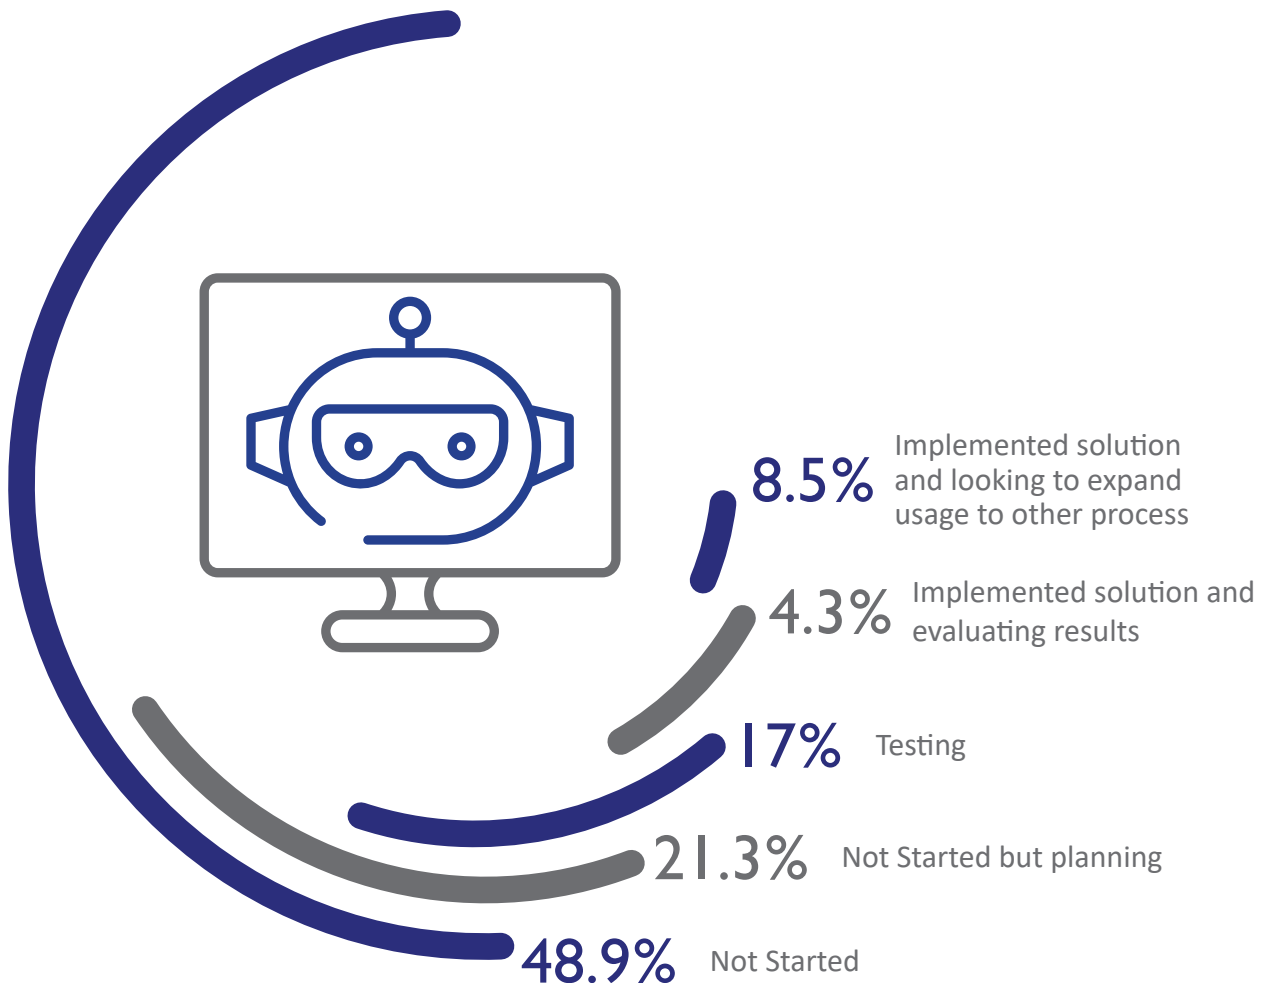 8.5%
Implemented solution
and looking to expand
usage to other process
4.3%
Implemented solution and
evaluating results
17%
Testing
21.3%
Not Started but planning
48.9%
Not Started